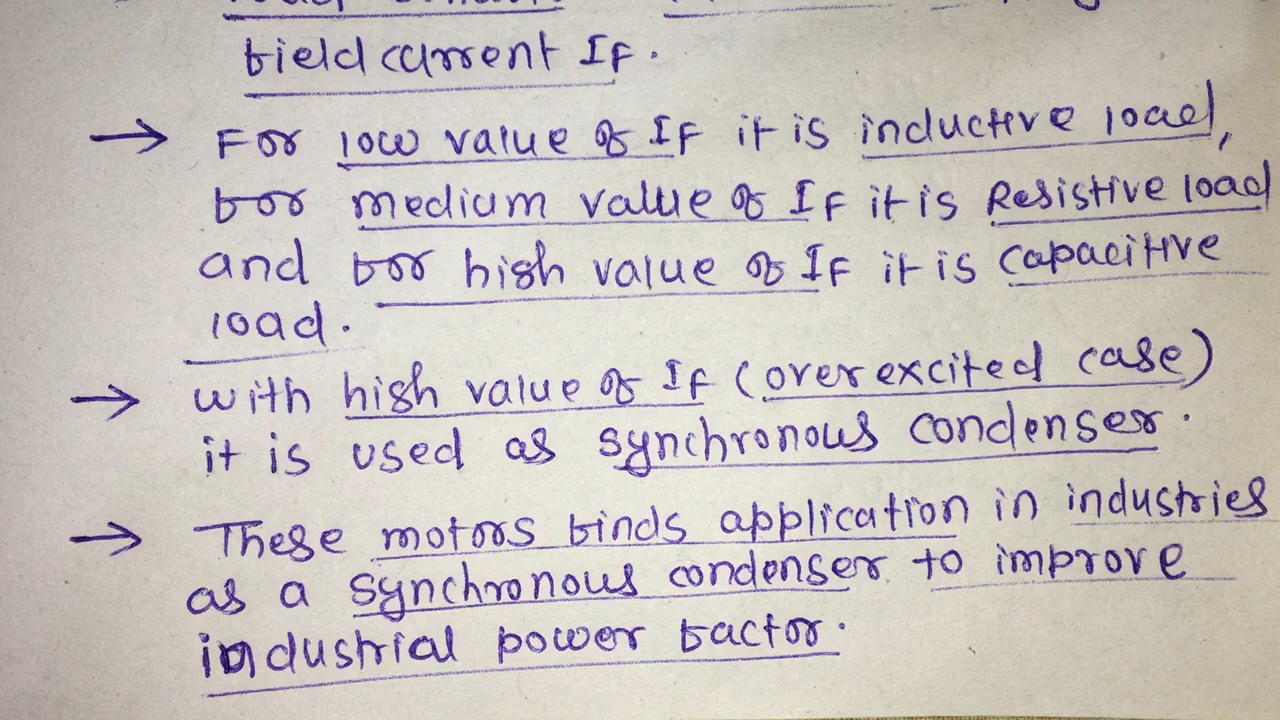 field current IF.
→ For low value of IF it is inductive load,
for medium value of IF it is Resistive load
and for high value of IF it is capacitive
load.
→ with high value of IF (over excited case)
it is used as synchronous condenser.
→ These motors finds application in industries
as a synchronous condenser to improve
industrial power factor.